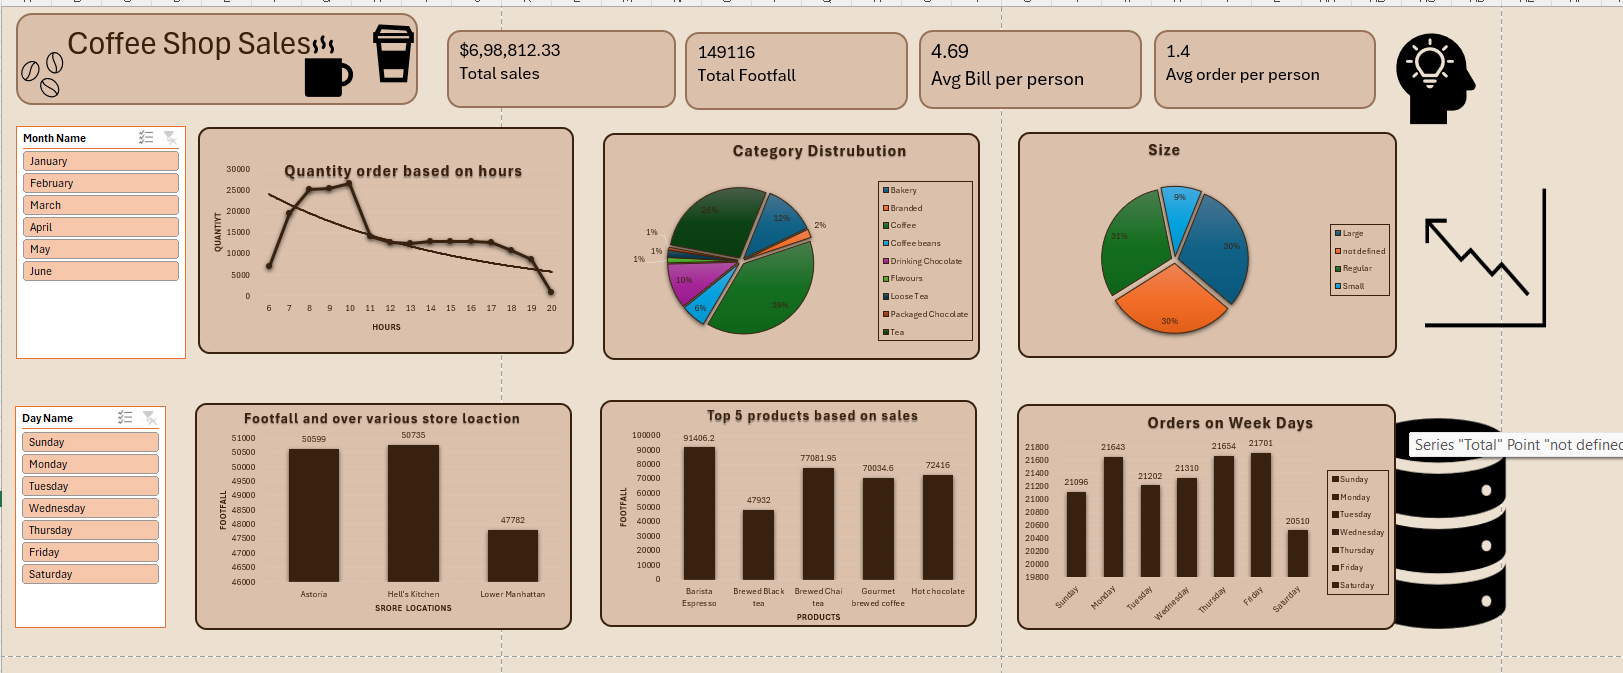 Coffee Shop Sales
$6,98,812.33
Total sales
149116
Total Footfall
4.69
Avg Bill per person
1.4
Avg order per person
Month Name
January
February
March
April
May
June
Quantity order based on hours
30000
25000
20000
15000
10000
5000
0
QUANTIYT
6 7 8 9 10 11 12 13 14 15 16 17 18 19 20
HOURS
Category Distrubution
12%
2%
39%
6%
10%
1%
1%
1%
28%
Bakery
Branded
Coffee
Coffee beans
Drinking Chocolate
Flavours
Loose Tea
Packaged Chocolate
Tea
Size
9%
30%
30%
31%
Large
not defined
Regular
Small
Day Name
Sunday
Monday
Tuesday
Wednesday
Thursday
Friday
Saturday
Footfall and over various store loaction
51000
50500
50000
49500
49000
48500
48000
47500
47000
46500
46000
FOOTFALL
50599
50735
47782
Astoria
Hell's Kitchen
Lower Manhattan
SRORE LOCATIONS
Top 5 products based on sales
100000
90000
80000
70000
60000
50000
40000
30000
20000
10000
0
FOOTFALL
91406.2
47932
77081.95
70034.6
72416
Barista
Espresso
Brewed Black
tea
Brewed Chai
tea
Gourmet
brewed coffee
Hot chocolate
PRODUCTS
Orders on Week Days
21800
21600
21400
21200
21000
20800
20600
20400
20200
20000
19800
21096
21643
21202
21310
21654
21701
20510
Sunday
Monday
Tuesday
Wednesday
Thursday
Friday
Saturday
Sunday
Monday
Tuesday
Wednesday
Thursday
Friday
Saturday
Series "Total" Point "not defined